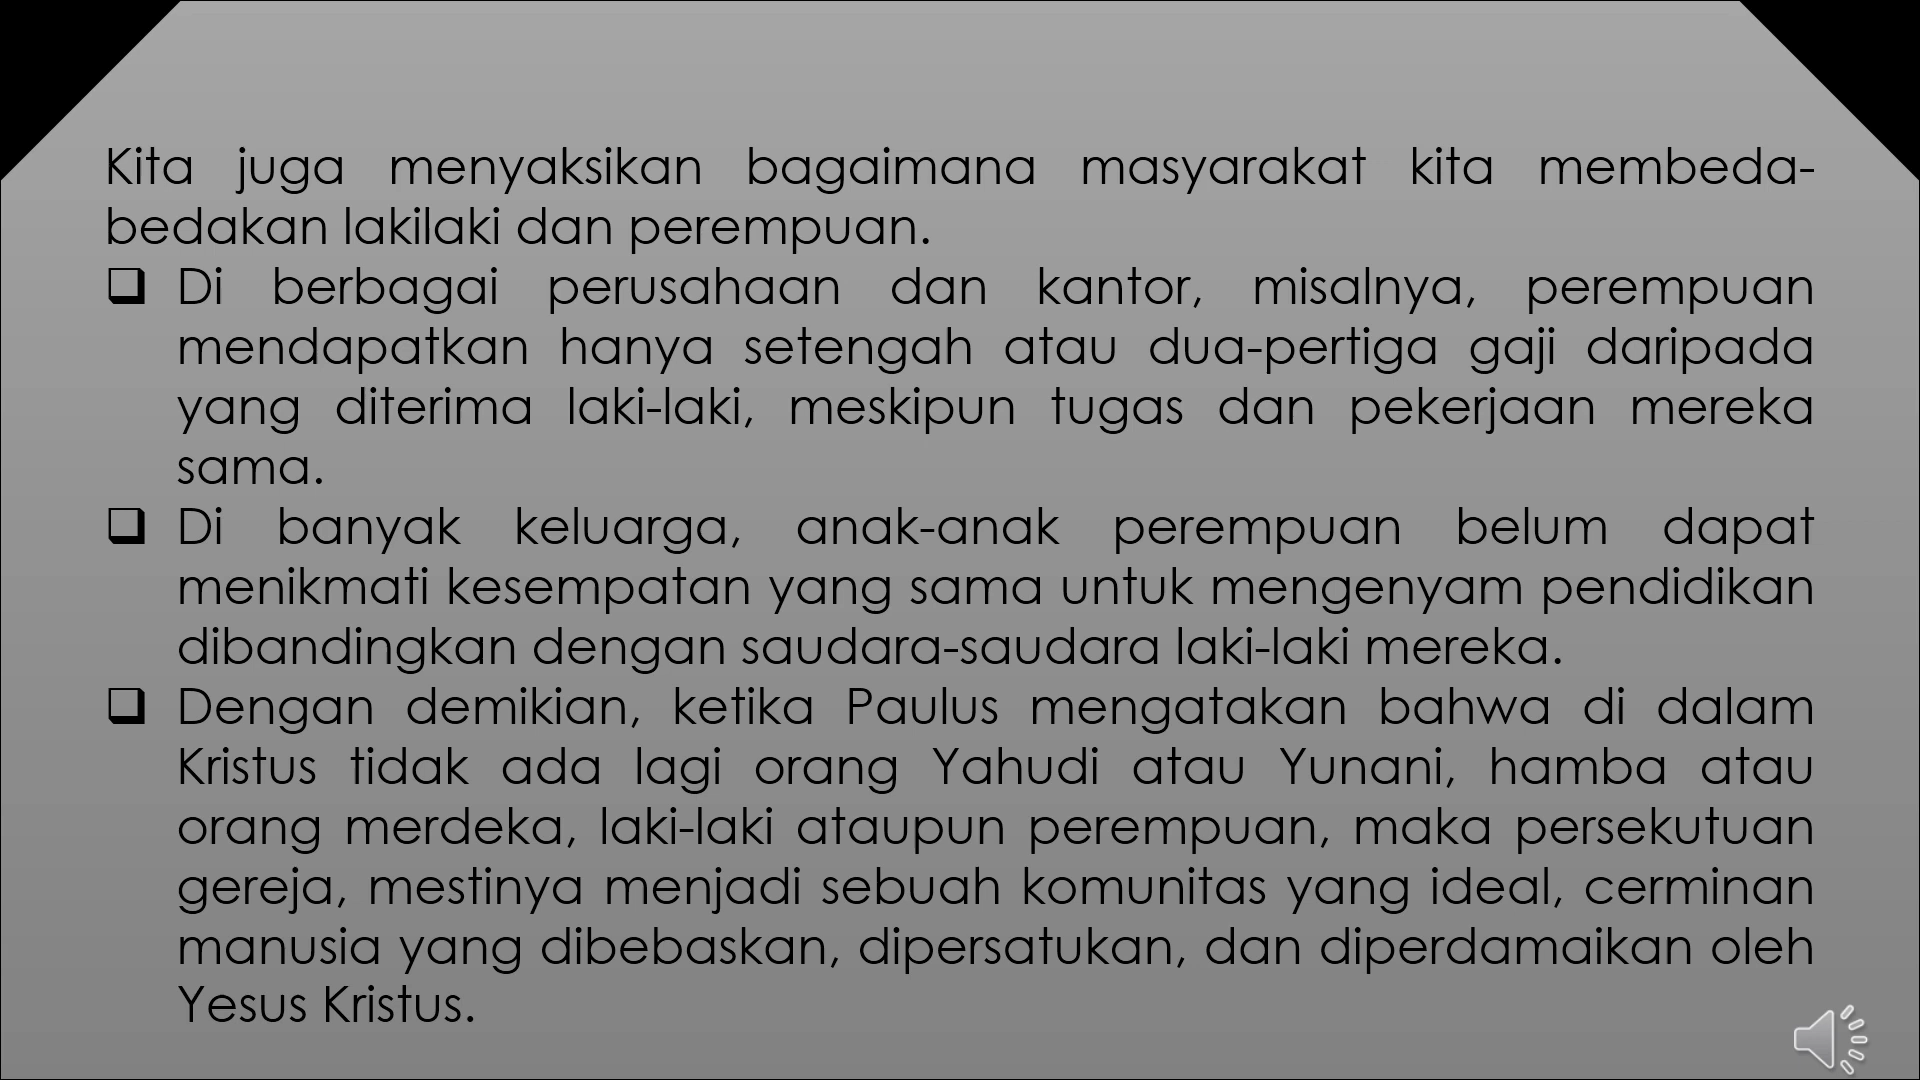 Kita juga menyaksikan bagaimana masyarakat kita membeda-
bedakan lakilaki dan perempuan.
❑ Di berbagai perusahaan dan kantor, misalnya, perempuan
mendapatkan hanya setengah atau dua-pertiga gaji daripada
yang diterima laki-laki, meskipun tugas dan pekerjaan mereka
sama.
❑ Di banyak keluarga, anak-anak perempuan belum dapat
menikmati kesempatan yang sama untuk mengenyam pendidikan
dibandingkan dengan saudara-saudara laki-laki mereka.
❑ Dengan demikian, ketika Paulus mengatakan bahwa di dalam
Kristus tidak ada lagi orang Yahudi atau Yunani, hamba atau
orang merdeka, laki-laki ataupun perempuan, maka persekutuan
gereja, mestinya menjadi sebuah komunitas yang ideal, cerminan
manusia yang dibebaskan, dipersatukan, dan diperdamaikan oleh
Yesus Kristus.